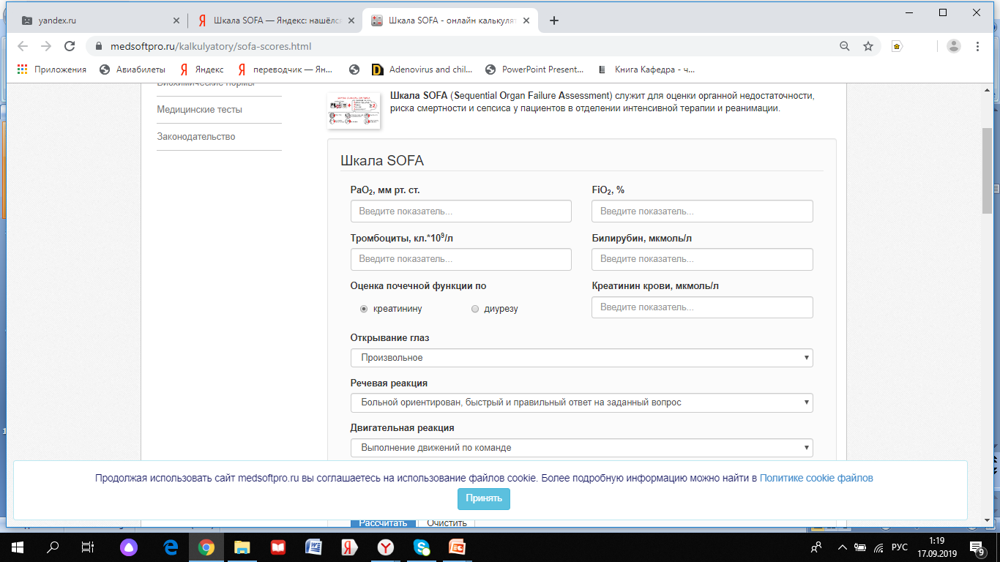 yandex.ru
Шкала SOFA — Яндекс: нашёлс
Шкала SOFA - онлайн калькулят
medsoftpro.ru/kalkulyatory/sofa-scores.html
Приложения
Авиабилеты
Яндекс
переводчик — Ян...
Adenovirus and chil...
PowerPoint Present...
Книга Кафедра - ч...
Биохимические нормы
Медицинские тесты
Законодательство
Шкала SOFA (Sequential Organ Failure Assessment) служит для оценки органной недостаточности,
риска смертности и сепсиса у пациентов в отделении интенсивной терапии и реанимации.
Шкала SOFA
PaO₂, мм рт. ст.
FiO₂, %
Введите показатель...
Введите показатель...
Тромбоциты, кл.*10⁹/л
Билирубин, мкмоль/л
Введите показатель...
Введите показатель...
Оценка почечной функции по
Креатинин крови, мкмоль/л
креатинину
диурезу
Введите показатель...
Открывание глаз
Произвольное
Речевая реакция
Больной ориентирован, быстрый и правильный ответ на заданный вопрос
Двигательная реакция
Выполнение движений по команде
Продолжая использовать сайт medsoftpro.ru вы соглашаетесь на использование файлов cookie. Более подробную информацию можно найти в Политике cookie файлов
Принять
Рассчитать
Очистить
РУС
1:19
17.09.2019
9